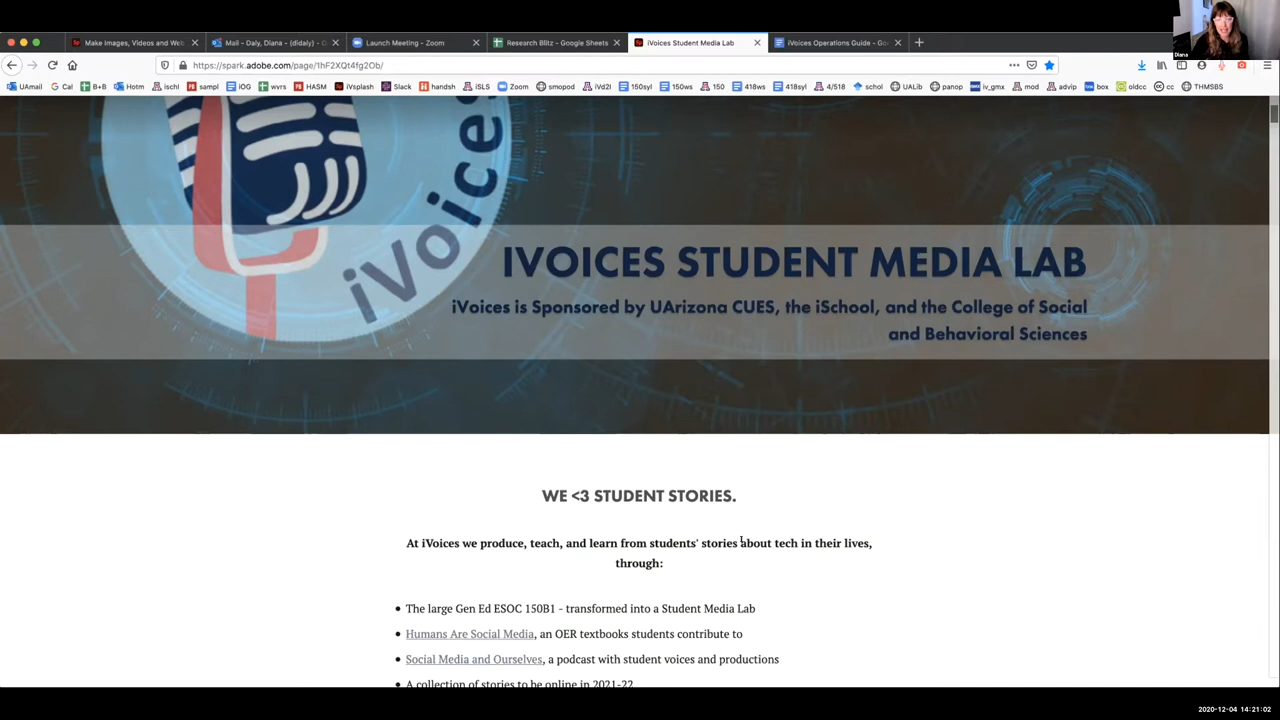 Diana
Make Images, Videos and Web
Mail - Daly, Diana - (didaly) - O
Launch Meeting - Zoom
Research Blitz - Google Sheets
iVoices Student Media Lab
iVoices Operations Guide - Go
https://spark.adobe.com/page/1hF2XQt4fg2Ob/
UAmail Cal B+B Hotm ischl sampl iOG wvrs HASM iVsplash Slack handsh iSLS Zoom smopod iVd2l 150syl 150ws 150 418ws 418syl 4/518 schol UALib panop iv_gmx mod advip box oldcc cc THMSBS
iVoices
IVOICES STUDENT MEDIA LAB
iVoices is Sponsored by UArizona CUES, the iSchool, and the College of Social
and Behavioral Sciences
WE <3 STUDENT STORIES.
At iVoices we produce, teach, and learn from students' stories about tech in their lives,
through:
• The large Gen Ed ESOC 150B1 - transformed into a Student Media Lab
• Humans Are Social Media, an OER textbooks students contribute to
• Social Media and Ourselves, a podcast with student voices and productions
• A collection of stories to be online in 2021-22
2020-12-04 14:21:02